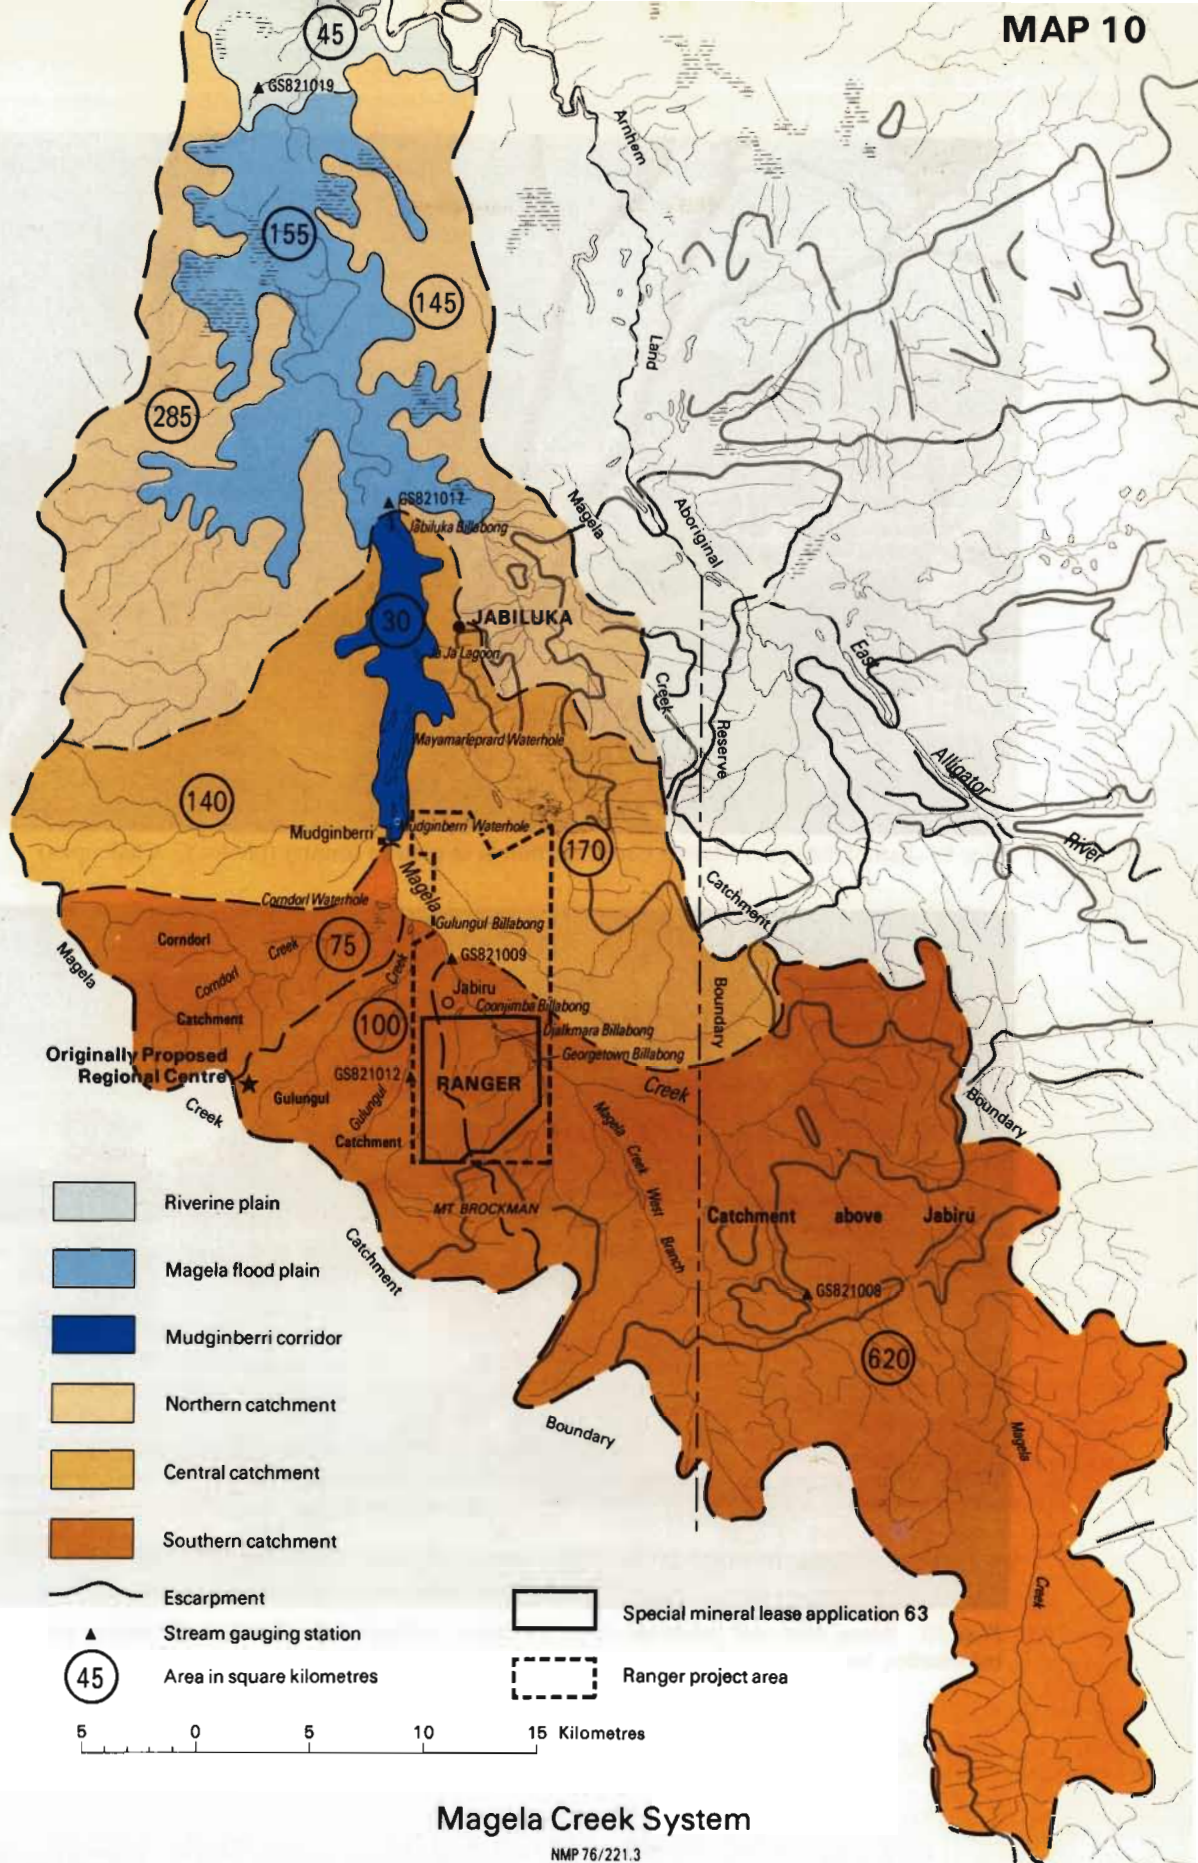 MAP 10
45
GS821019
Arnhem
155
145
Land
285
GS821017
Jabiluka Billabong
Magela
Aboriginal
30
JABILUKA
Ja Ja Lagoon
East
Creek
Reserve
Mayamarleprard Waterhole
Alligator
140
Mudginberri
Mudginberri Waterhole
170
River
Magela
Catchment
Corndorl Waterhole
Gulungul Billabong
Corndorl
Creek
75
Magela
GS821009
Corndorl
Creek
Jabiru
Coonjimba Billabong
Boundary
Catchment
100
Djalkmara Billabong
Originally Proposed
Regional Centre
Georgetown Billabong
GS821012
RANGER
Creek
Gulungul
Gulungul
Creek
Boundary
Magela Creek West Branch
Catchment
MT BROCKMAN
Catchment above Jabiru
Riverine plain
Catchment
Magela flood plain
GS821008
Mudginberri corridor
620
Northern catchment
Boundary
Magela
Central catchment
Southern catchment
Creek
Escarpment
Special mineral lease application 63
Stream gauging station
45
Area in square kilometres
Ranger project area
5 0 5 10 15 Kilometres
Magela Creek System
NMP 76/221.3